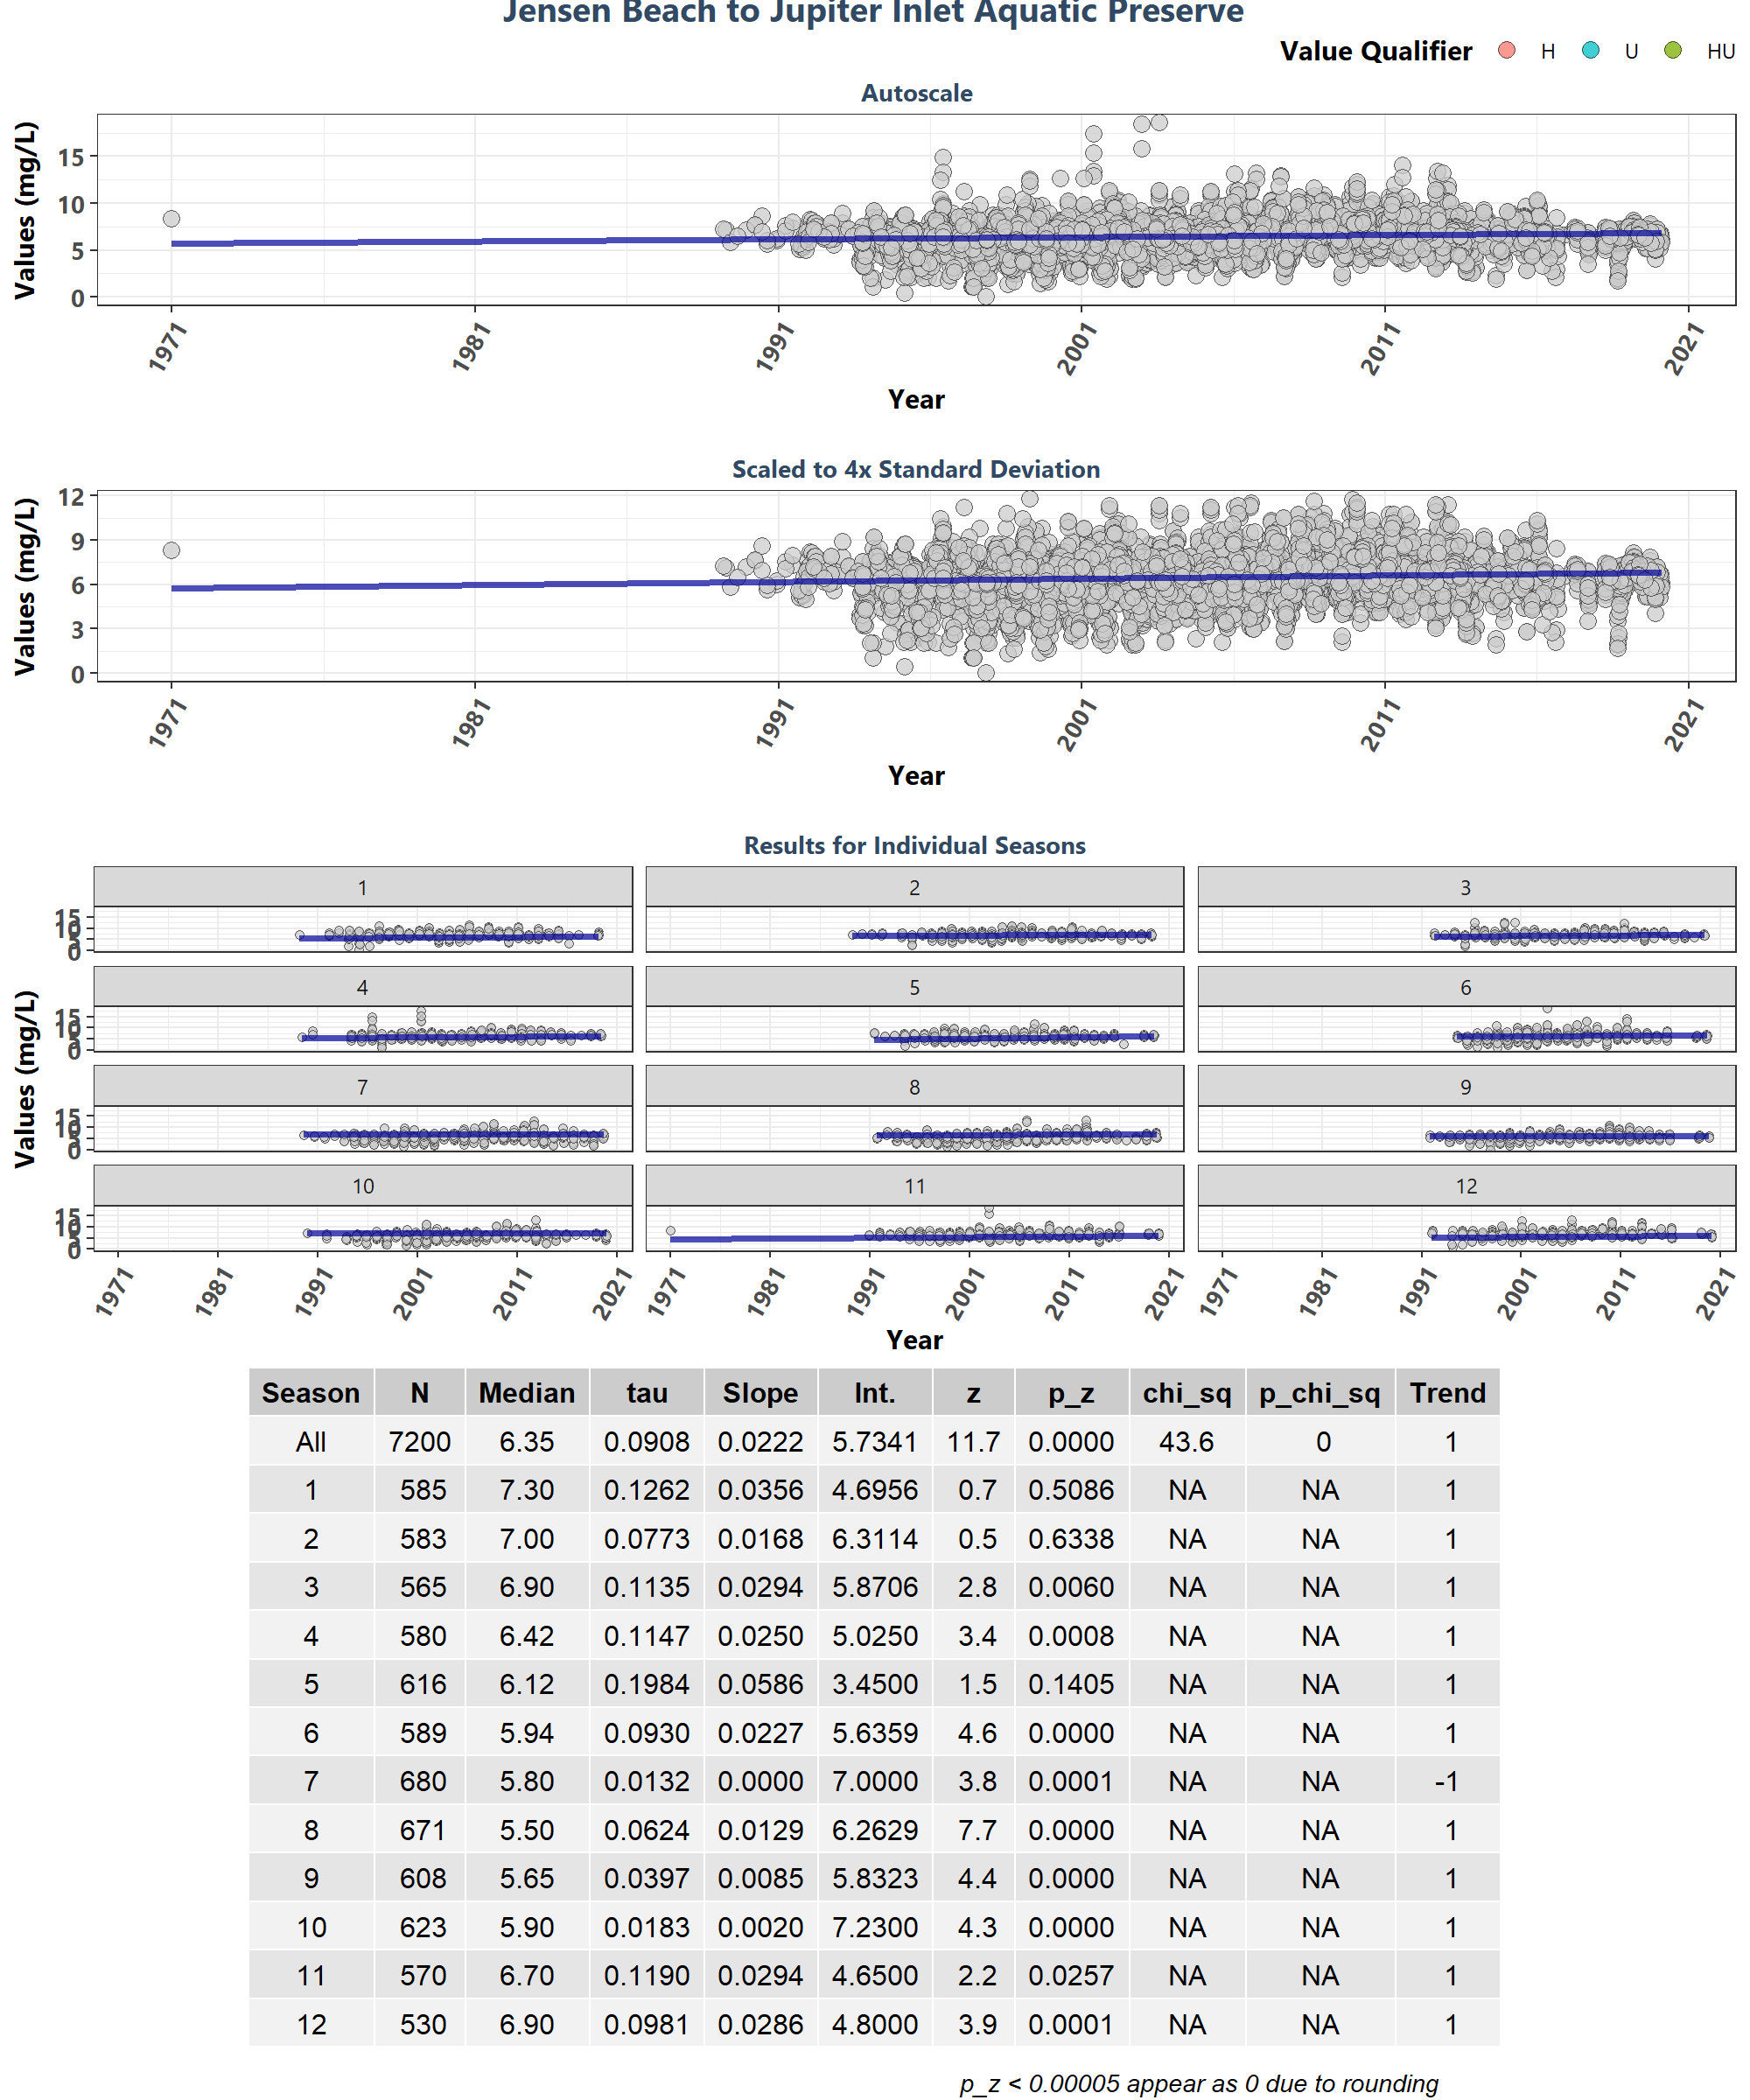 Jensen Beach to Jupiter Inlet Aquatic Preserve
Value Qualifier H U HU
Autoscale
Values (mg/L)
15
10
5
0
1971 1981 1991 2001 2011 2021
Year
Scaled to 4x Standard Deviation
Values (mg/L)
12
9
6
3
0
1971 1981 1991 2001 2011 2021
Year
Results for Individual Seasons
Values (mg/L)
1 2 3
15
10
5
0
4 5 6
15
10
5
0
7 8 9
15
10
5
0
10 11 12
15
10
5
0
1971 1981 1991 2001 2011 2021 1971 1981 1991 2001 2011 2021 1971 1981 1991 2001 2011 2021
Year
Season N Median tau Slope Int. z p_z chi_sq p_chi_sq Trend
All 7200 6.35 0.0908 0.0222 5.7341 11.7 0.0000 43.6 0 1
1 585 7.30 0.1262 0.0356 4.6956 0.7 0.5086 NA NA 1
2 583 7.00 0.0773 0.0168 6.3114 0.5 0.6338 NA NA 1
3 565 6.90 0.1135 0.0294 5.8706 2.8 0.0060 NA NA 1
4 580 6.42 0.1147 0.0250 5.0250 3.4 0.0008 NA NA 1
5 616 6.12 0.1984 0.0586 3.4500 1.5 0.1405 NA NA 1
6 589 5.94 0.0930 0.0227 5.6359 4.6 0.0000 NA NA 1
7 680 5.80 0.0132 0.0000 7.0000 3.8 0.0001 NA NA -1
8 671 5.50 0.0624 0.0129 6.2629 7.7 0.0000 NA NA 1
9 608 5.65 0.0397 0.0085 5.8323 4.4 0.0000 NA NA 1
10 623 5.90 0.0183 0.0020 7.2300 4.3 0.0000 NA NA 1
11 570 6.70 0.1190 0.0294 4.6500 2.2 0.0257 NA NA 1
12 530 6.90 0.0981 0.0286 4.8000 3.9 0.0001 NA NA 1
p_z < 0.00005 appear as 0 due to rounding